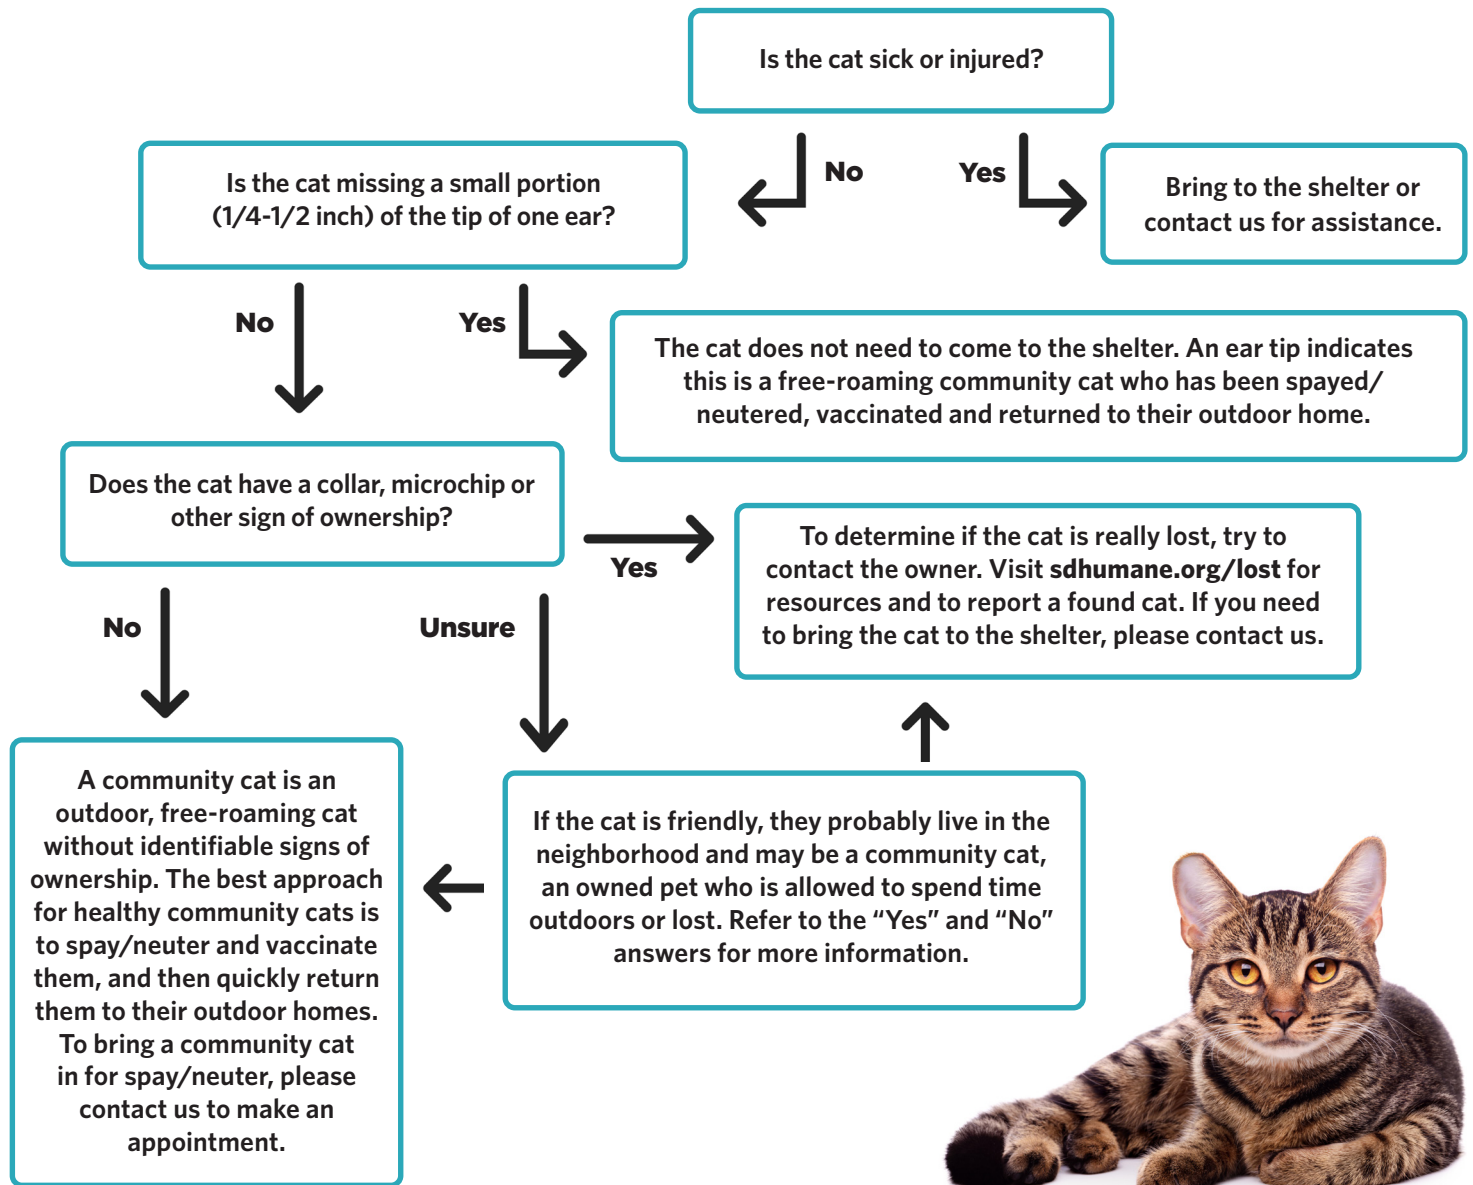 Is the cat sick or injured?
No
Yes
Bring to the shelter or
contact us for assistance.
Is the cat missing a small portion
(1/4-1/2 inch) of the tip of one ear?
No
Yes
The cat does not need to come to the shelter. An ear tip indicates
this is a free-roaming community cat who has been spayed/
neutered, vaccinated and returned to their outdoor home.
Does the cat have a collar, microchip or
other sign of ownership?
Yes
To determine if the cat is really lost, try to
contact the owner. Visit sdhumane.org/lost for
resources and to report a found cat. If you need
to bring the cat to the shelter, please contact us.
No
Unsure
A community cat is an
outdoor, free-roaming cat
without identifiable signs of
ownership. The best approach
for healthy community cats is
to spay/neuter and vaccinate
them, and then quickly return
them to their outdoor homes.
To bring a community cat
in for spay/neuter, please
contact us to make an
appointment.
If the cat is friendly, they probably live in the
neighborhood and may be a community cat,
an owned pet who is allowed to spend time
outdoors or lost. Refer to the “Yes” and “No”
answers for more information.